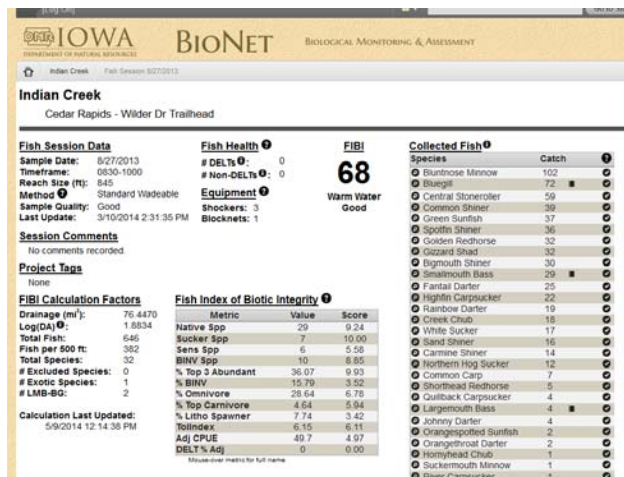 IOWA
DEPARTMENT OF NATURAL RESOURCES
BIONET
BIOLOGICAL MONITORING & ASSESSMENT
Indian Creek Fish Session 8/27/2013
Indian Creek
Cedar Rapids - Wilder Dr Trailhead
Fish Session Data
Sample Date: 8/27/2013
Timeframe: 0830-1000
Reach Size (ft): 845
Method Standard Wadeable
Sample Quality: Good
Last Update: 3/10/2014 2:31:35 PM
Session Comments
No comments recorded.
Project Tags
None
Fish Health
# DELTs : 0
# Non-DELTs : 0
Equipment
Shockers: 3
Blocknets: 1
FIBI
68
Warm Water
Good
FIBI Calculation Factors
Drainage (mi²): 76.4470
Log(DA) : 1.8834
Total Fish: 646
Fish per 500 ft: 382
Total Species: 32
# Excluded Species: 0
# Exotic Species: 1
# LMB-BG: 2
Calculation Last Updated:
5/9/2014 12:14:38 PM
Fish Index of Biotic Integrity
Metric Value Score
Native Spp 29 9.24
Sucker Spp 7 10.00
Sens Spp 6 5.58
BINV Spp 10 8.85
% Top 3 Abundant 36.07 9.93
% BINV 15.79 3.52
% Omnivore 28.64 6.78
% Top Carnivore 4.64 5.94
% Litho Spawner 7.74 3.42
Tolindex 6.15 6.11
Adj CPUE 49.7 4.97
DELT % Adj 0 0.00
Mouse-over metric for full name
Collected Fish
Species Catch
Bluntnose Minnow 102
Bluegill 72
Central Stoneroller 59
Common Shiner 39
Green Sunfish 37
Spotfin Shiner 36
Golden Redhorse 32
Gizzard Shad 32
Bigmouth Shiner 30
Smallmouth Bass 29
Fantail Darter 25
Highfin Carpsucker 22
Rainbow Darter 19
Creek Chub 18
White Sucker 17
Sand Shiner 16
Carmine Shiner 14
Northern Hog Sucker 12
Common Carp 7
Shorthead Redhorse 5
Quillback Carpsucker 4
Largemouth Bass 4
Johnny Darter 4
Orangespotted Sunfish 2
Orangethroat Darter 2
Hornyhead Chub 1
Suckermouth Minnow 1
River Carpsucker 1